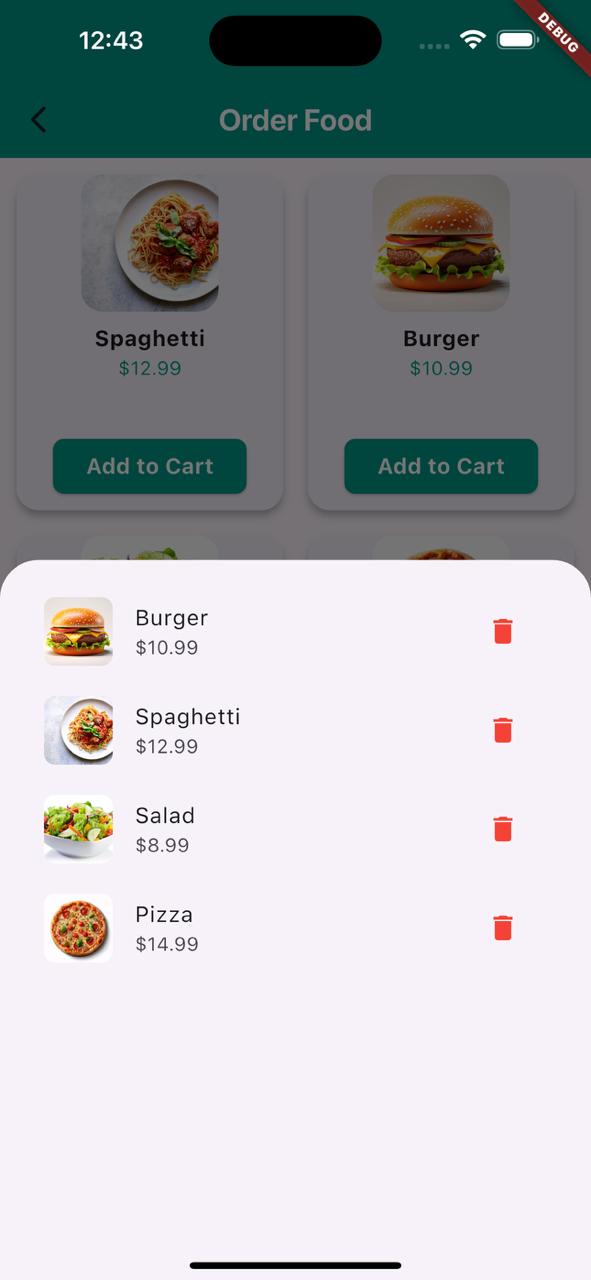 12:43
DEBUG
Order Food
Spaghetti
Burger
$12.99
$10.99
Add to Cart
Add to Cart
Burger
$10.99
Spaghetti
$12.99
Salad
$8.99
Pizza
$14.99